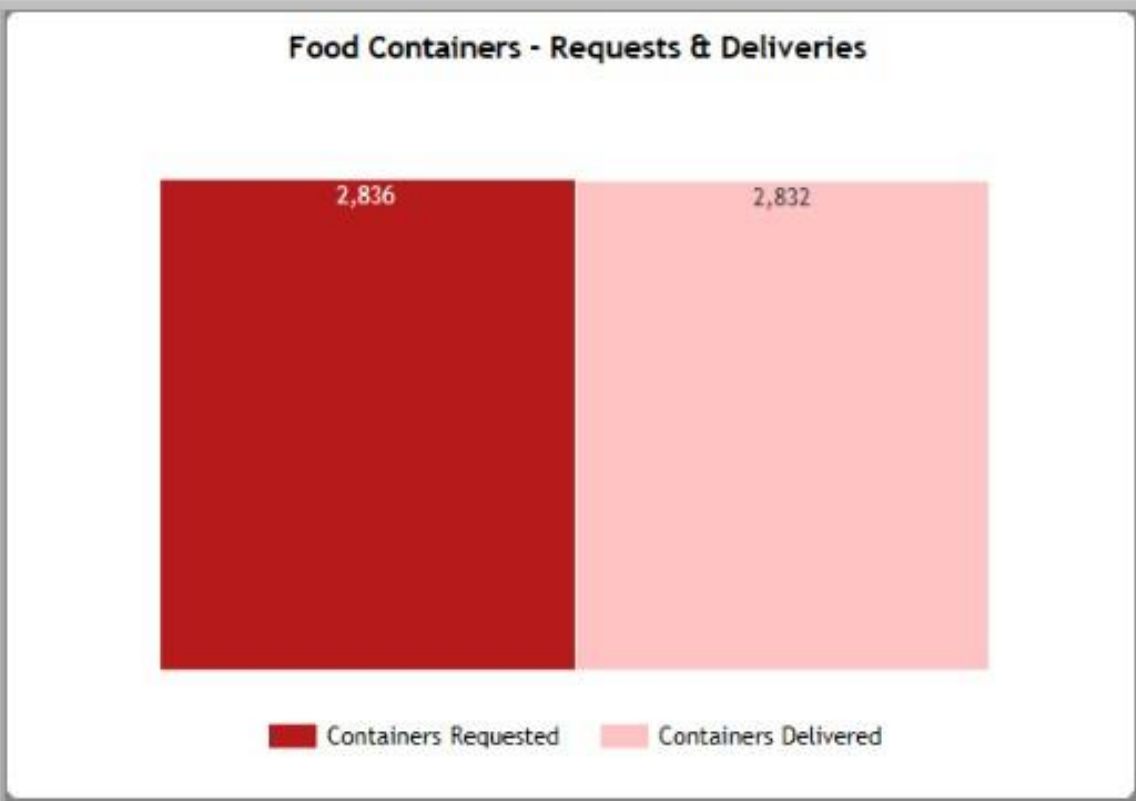 Food Containers - Requests & Deliveries
2,836
2,832
Containers Requested
Containers Delivered